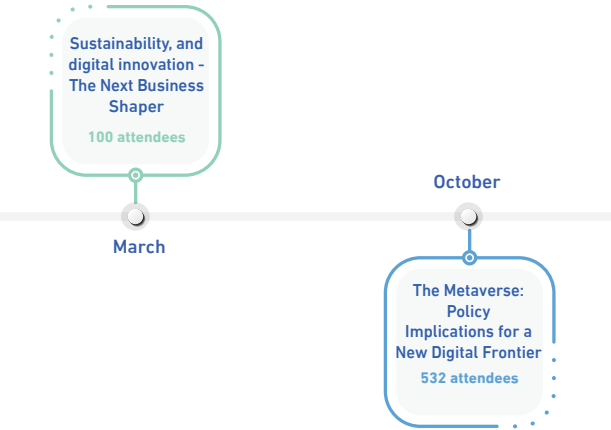 Sustainability, and
digital innovation -
The Next Business
Shaper
100 attendees
March
October
The Metaverse:
Policy
Implications for a
New Digital Frontier
532 attendees